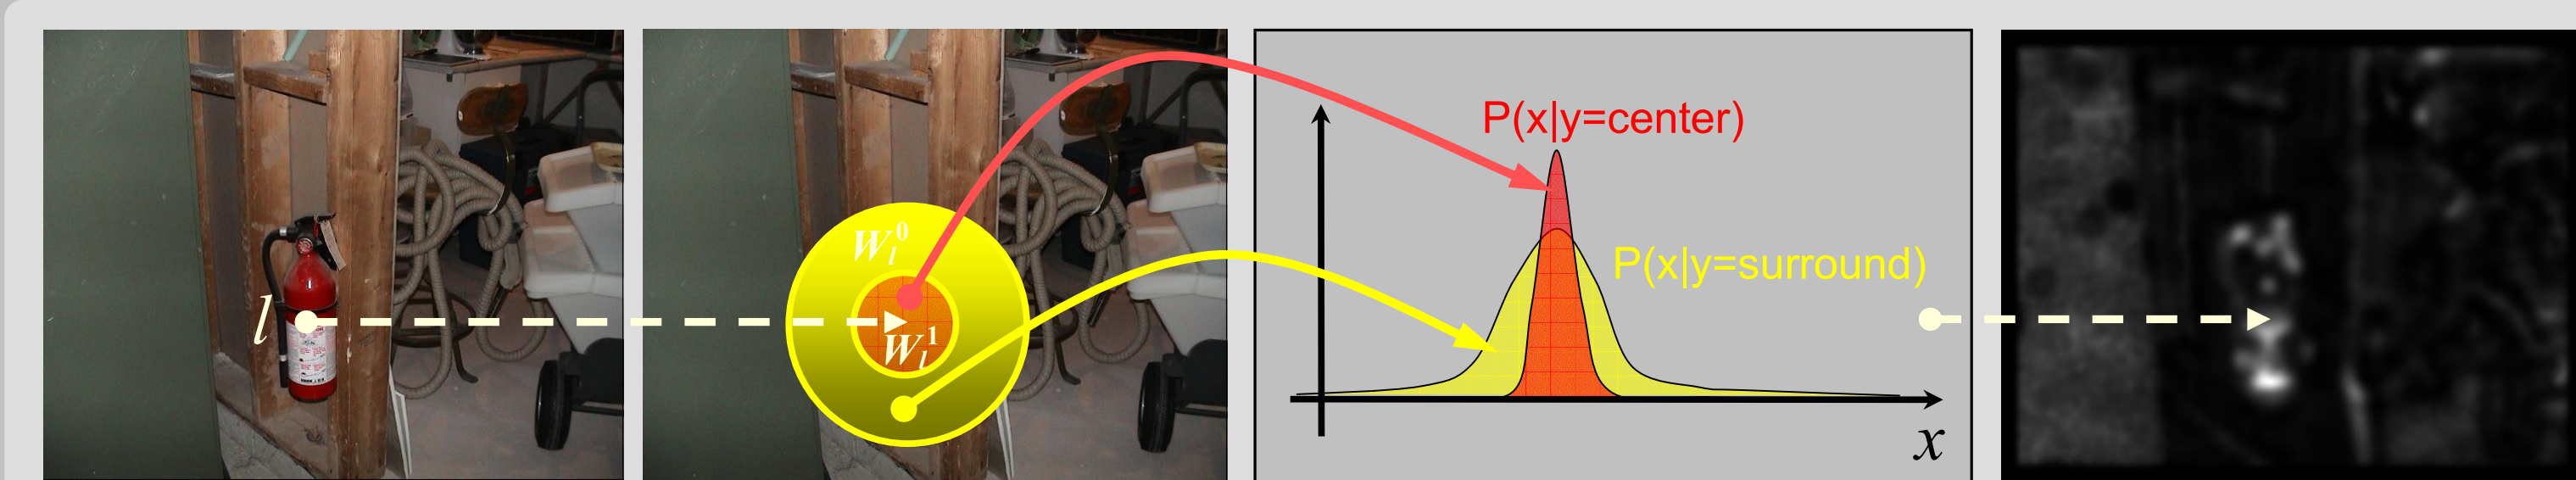 l
W_l^0
W_l^1
P(x|y=center)
P(x|y=surround)
x